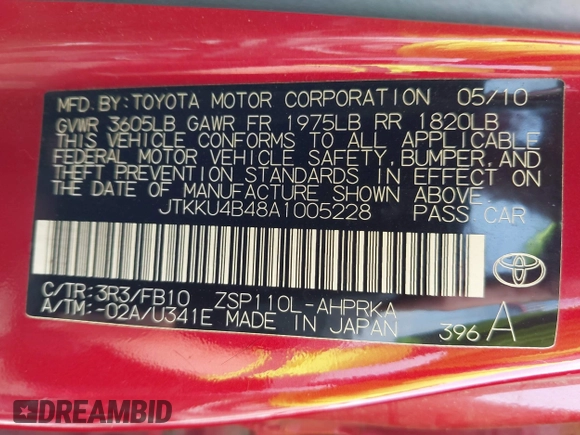 MFD. BY: TOYOTA MOTOR CORPORATION 05/10
GVWR 3605LB GAWR FR 1975LB RR 1820LB
THIS VEHICLE CONFORMS TO ALL APPLICABLE
FEDERAL MOTOR VEHICLE SAFETY, BUMPER, AND
THEFT PREVENTION STANDARDS IN EFFECT ON
THE DATE OF MANUFACTURE SHOWN ABOVE.
JTKKU4B48A1005228 PASS CAR
C/TR: 3R3/FB10 ZSP110L-AHPRKA
A/TM: -02A/U341E MADE IN JAPAN 396 A
TOYOTA
DREAMBID